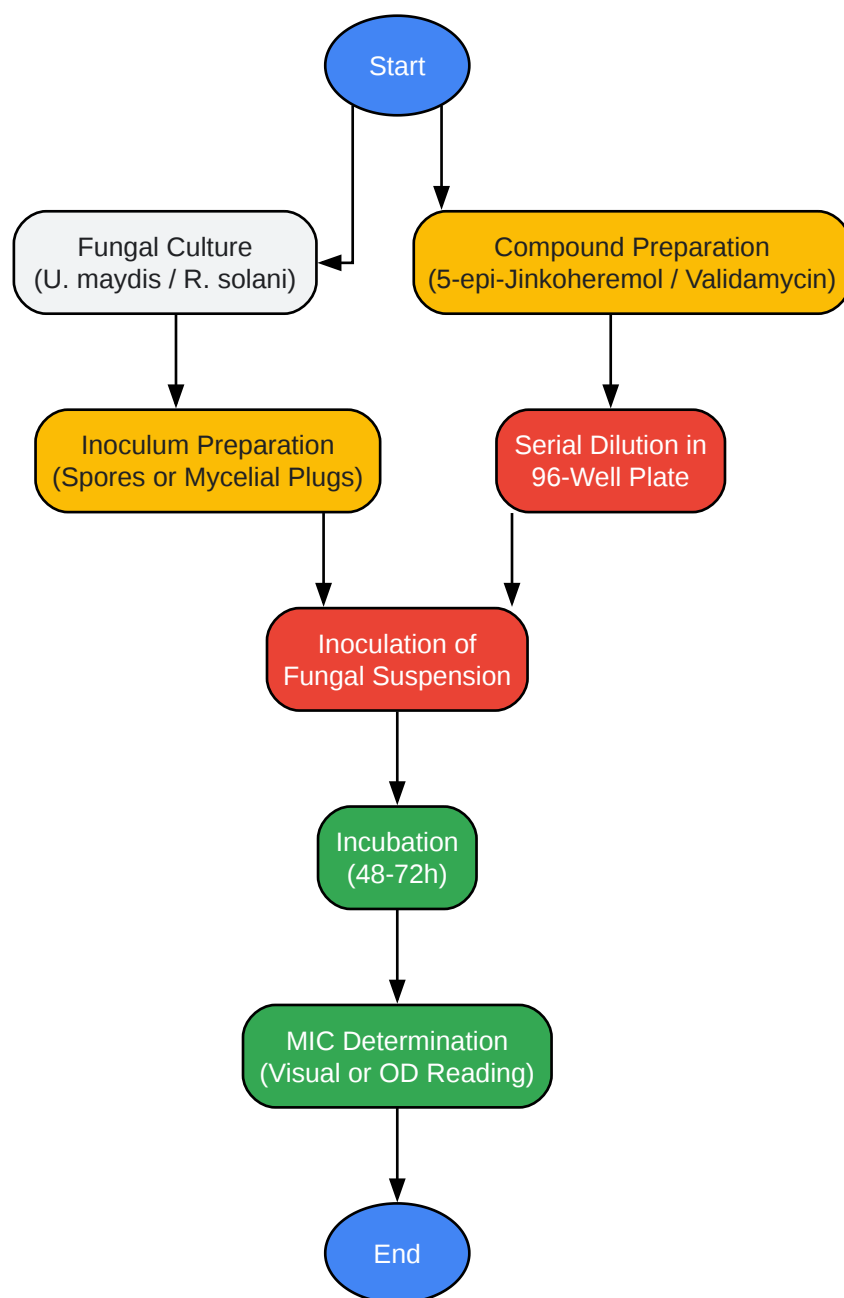 Start
Fungal Culture
(U. maydis / R. solani)
Compound Preparation
(5-epi-Jinkoheremol / Validamycin)
Inoculum Preparation
(Spores or Mycelial Plugs)
Serial Dilution in
96-Well Plate
Inoculation of
Fungal Suspension
Incubation
(48-72h)
MIC Determination
(Visual or OD Reading)
End